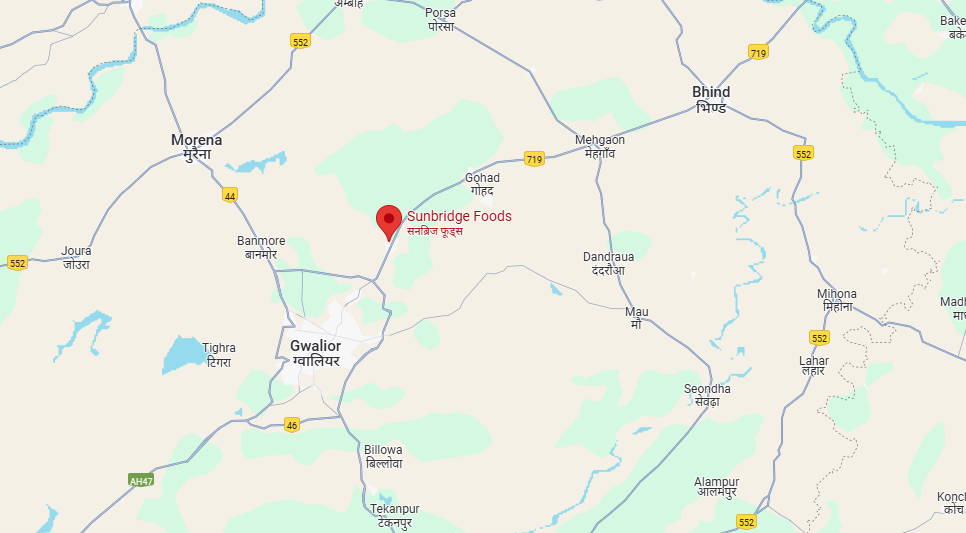 अम्बाह
Porsa
पोरसा
552
719
Bhind
भिण्ड
Morena
मुरैना
Mehgaon
मेहगाँव
552
719
44
Gohad
गोहद
Sunbridge Foods
सनब्रिज फूड्स
Joura
जोउरा
552
Banmore
बानमोर
Dandraua
दंदरौआ
Mau
मौ
Mihona
मिहोना
552
Gwalior
ग्वालियर
Tighra
टिगरा
Lahar
लहार
Seondha
सेवढ़ा
46
Billowa
बिल्लोवा
AH47
Alampur
आलमपुर
Tekanpur
टेकनपुर
552